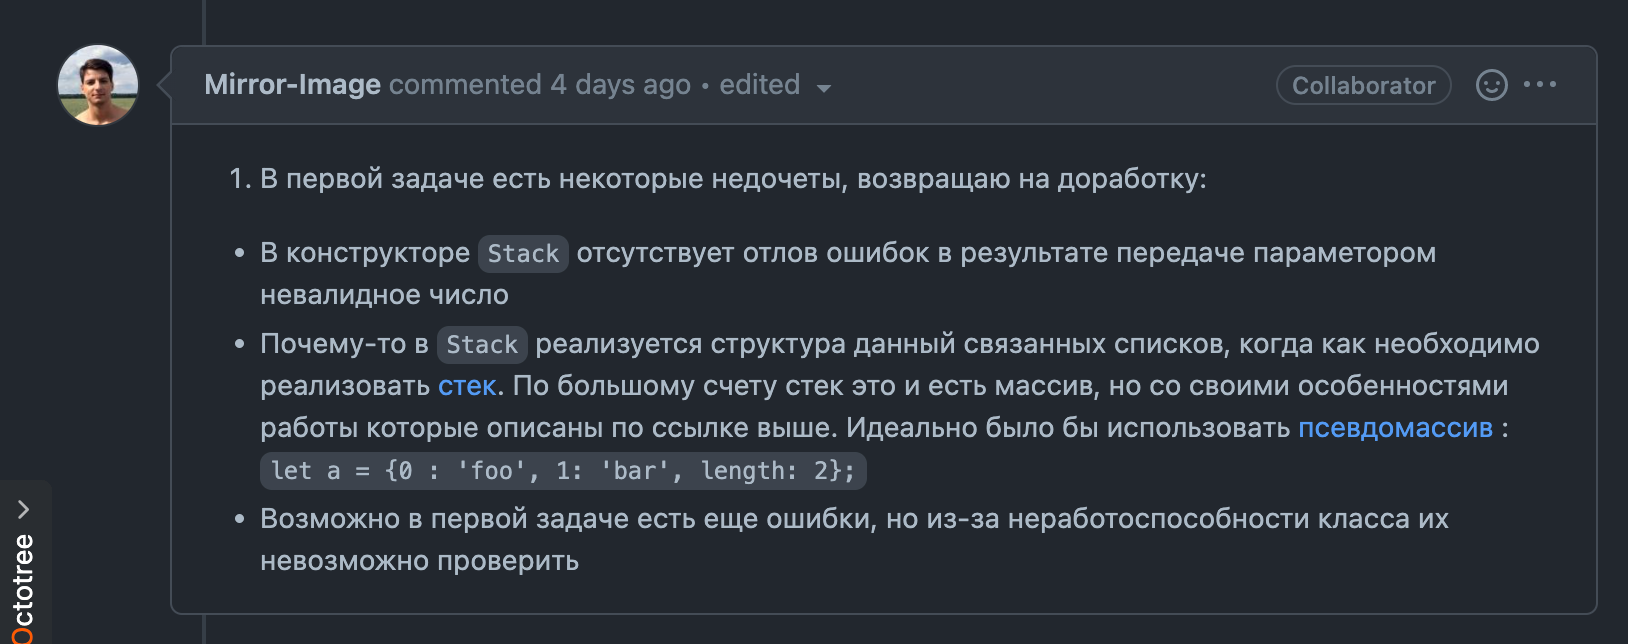 Mirror-Image commented 4 days ago • edited
Collaborator
1. В первой задаче есть некоторые недочеты, возвращаю на доработку:
• В конструкторе Stack отсутствует отлов ошибок в результате передаче параметором
невалидное число
• Почему-то в Stack реализуется структура данный связанных списков, когда как необходимо
реализовать стек. По большому счету стек это и есть массив, но со своими особенностями
работы которые описаны по ссылке выше. Идеально было бы использовать псевдомассив :
let a = {0 : 'foo', 1: 'bar', length: 2};
• Возможно в первой задаче есть еще ошибки, но из-за неработоспособности класса их
невозможно проверить
Octotree